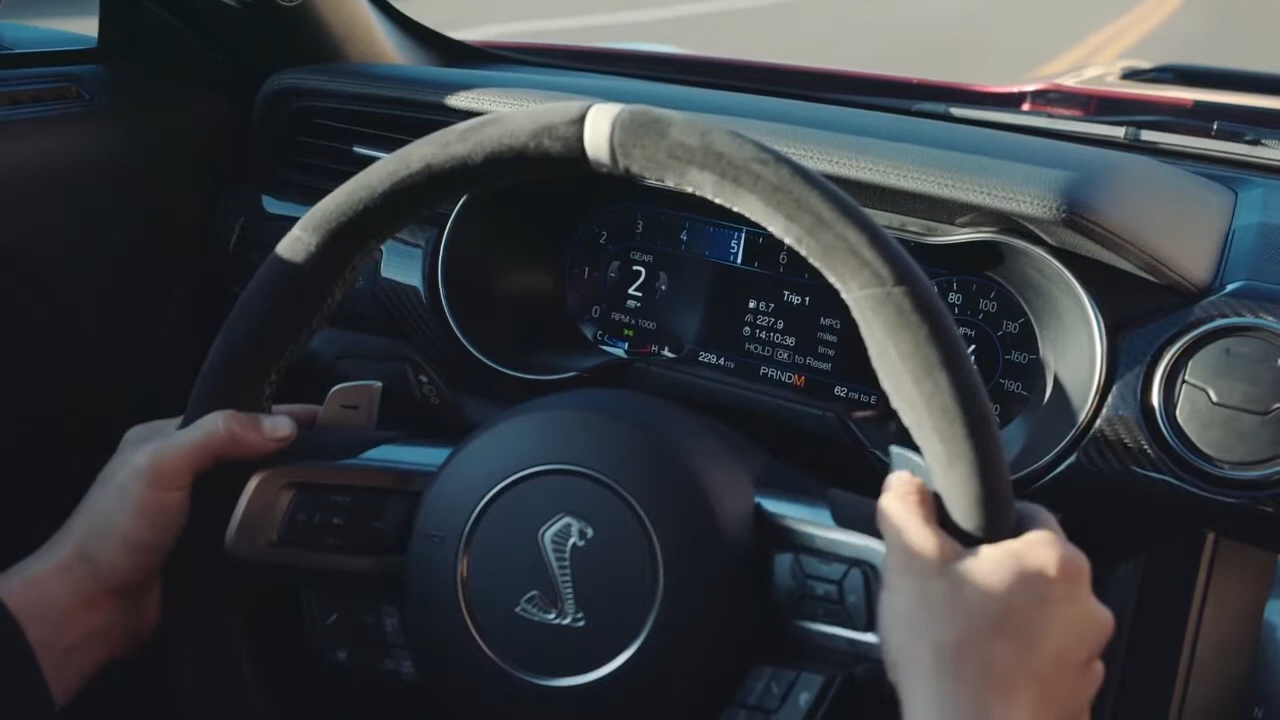 0 1 2 3 4 5 6
GEAR
2
RPM x 1000
C H
Trip 1
6.7 MPG
227.9 miles
14:10:36 time
HOLD OK to Reset
229.4 mi
PRNDM
62 mi to E
80 100 130 160 190
MPH